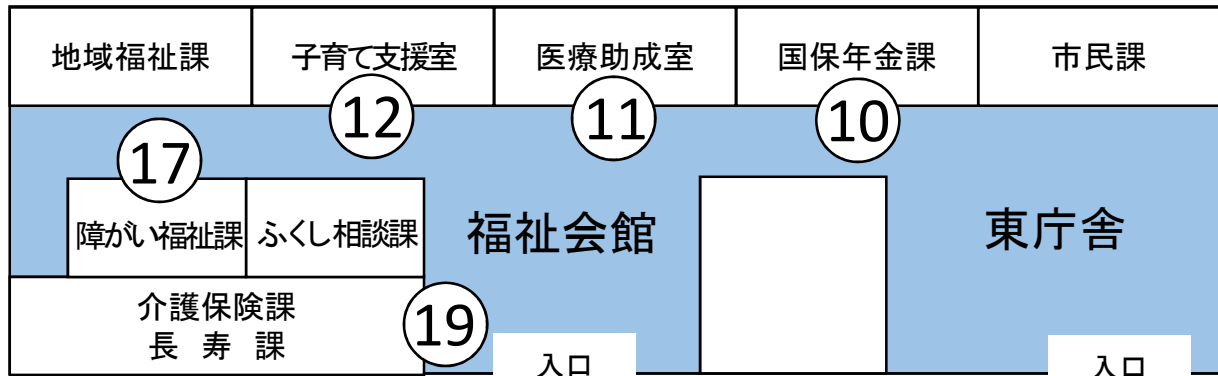 地域福祉課
子育て支援室
医療助成室
国保年金課
市民課
12
11
10
17
障がい福祉課
ふくし相談課
福祉会館
東庁舎
介護保険課
長 寿 課
19
入口
入口